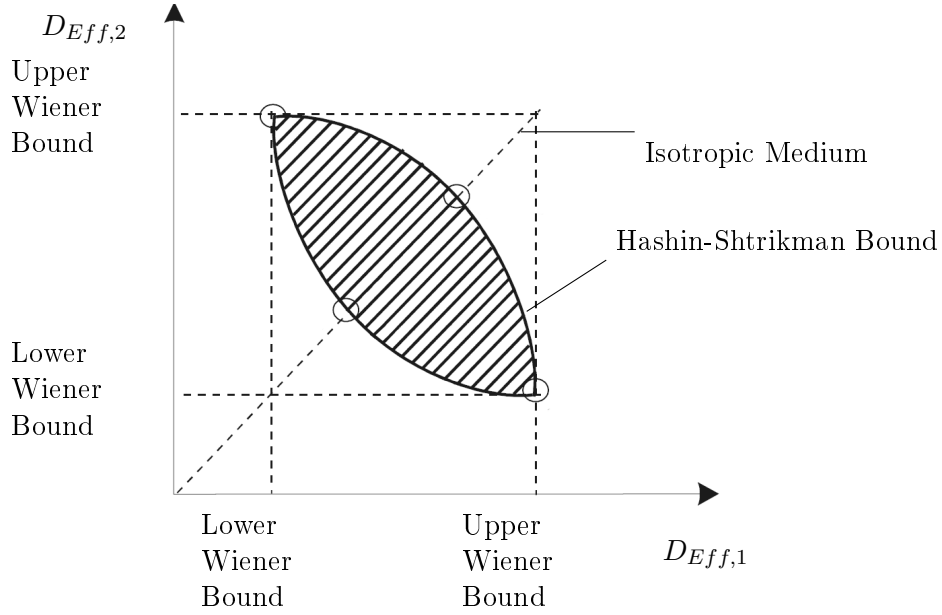 D_{Eff,2}
Upper
Wiener
Bound
Isotropic Medium
Hashin-Shtrikman Bound
Lower
Wiener
Bound
Lower
Wiener
Bound
Upper
Wiener
Bound
D_{Eff,1}